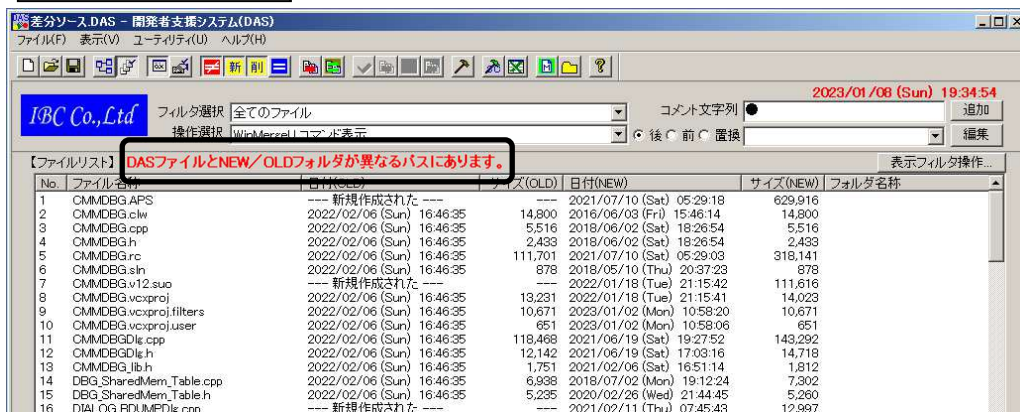 差分ソース.DAS - 開発者支援システム(DAS)
ファイル(F) 表示(V) ユーティリティ(U) ヘルプ(H)
新 削
2023/01/08 (Sun) 19:34:54
IBC Co.,Ltd フィルタ選択 全てのファイル コメント文字列 ● 追加
操作選択 WinMergeU コマンド表示 後 前 置換 編集
【ファイルリスト】 DASファイルとNEW/OLDフォルダが異なるパスにあります。 表示フィルタ操作...
No. ファイル名称 日付(OLD) サイズ(OLD) 日付(NEW) サイズ(NEW) フォルダ名称
1 CMMDBG.APS --- 新規作成された --- --- 2021/07/10 (Sat) 05:29:18 629,916
2 CMMDBG.clw 2022/02/06 (Sun) 16:46:35 14,800 2016/06/03 (Fri) 15:46:14 14,800
3 CMMDBG.cpp 2022/02/06 (Sun) 16:46:35 5,516 2018/06/02 (Sat) 18:26:54 5,516
4 CMMDBG.h 2022/02/06 (Sun) 16:46:35 2,433 2018/06/02 (Sat) 18:26:54 2,433
5 CMMDBG.rc 2022/02/06 (Sun) 16:46:35 111,701 2021/07/10 (Sat) 05:29:03 318,141
6 CMMDBG.sln 2022/02/06 (Sun) 16:46:35 878 2018/05/10 (Thu) 20:37:23 878
7 CMMDBG.v12.suo --- 新規作成された --- --- 2022/01/18 (Tue) 21:15:42 111,616
8 CMMDBG.vcxproj 2022/02/06 (Sun) 16:46:35 13,231 2022/01/18 (Tue) 21:15:41 14,023
9 CMMDBG.vcxproj.filters 2022/02/06 (Sun) 16:46:35 10,671 2023/01/02 (Mon) 10:58:20 10,671
10 CMMDBG.vcxproj.user 2022/02/06 (Sun) 16:46:35 651 2023/01/02 (Mon) 10:58:06 651
11 CMMDBGDlg.cpp 2022/02/06 (Sun) 16:46:35 118,468 2021/06/19 (Sat) 19:27:52 143,292
12 CMMDBGDlg.h 2022/02/06 (Sun) 16:46:35 12,142 2021/06/19 (Sat) 17:03:16 14,718
13 CMMDBG_lib.h 2022/02/06 (Sun) 16:46:35 1,751 2021/02/06 (Sat) 16:51:14 1,812
14 DBG_SharedMem_Table.cpp 2022/02/06 (Sun) 16:46:35 6,938 2018/07/02 (Mon) 19:12:24 7,302
15 DBG_SharedMem_Table.h 2022/02/06 (Sun) 16:46:35 5,235 2020/02/26 (Wed) 21:44:45 5,260
16 DIALOG_BDUMPDlg.cpp --- 新規作成された --- --- 2021/02/11 (Thu) 07:45:43 12,997